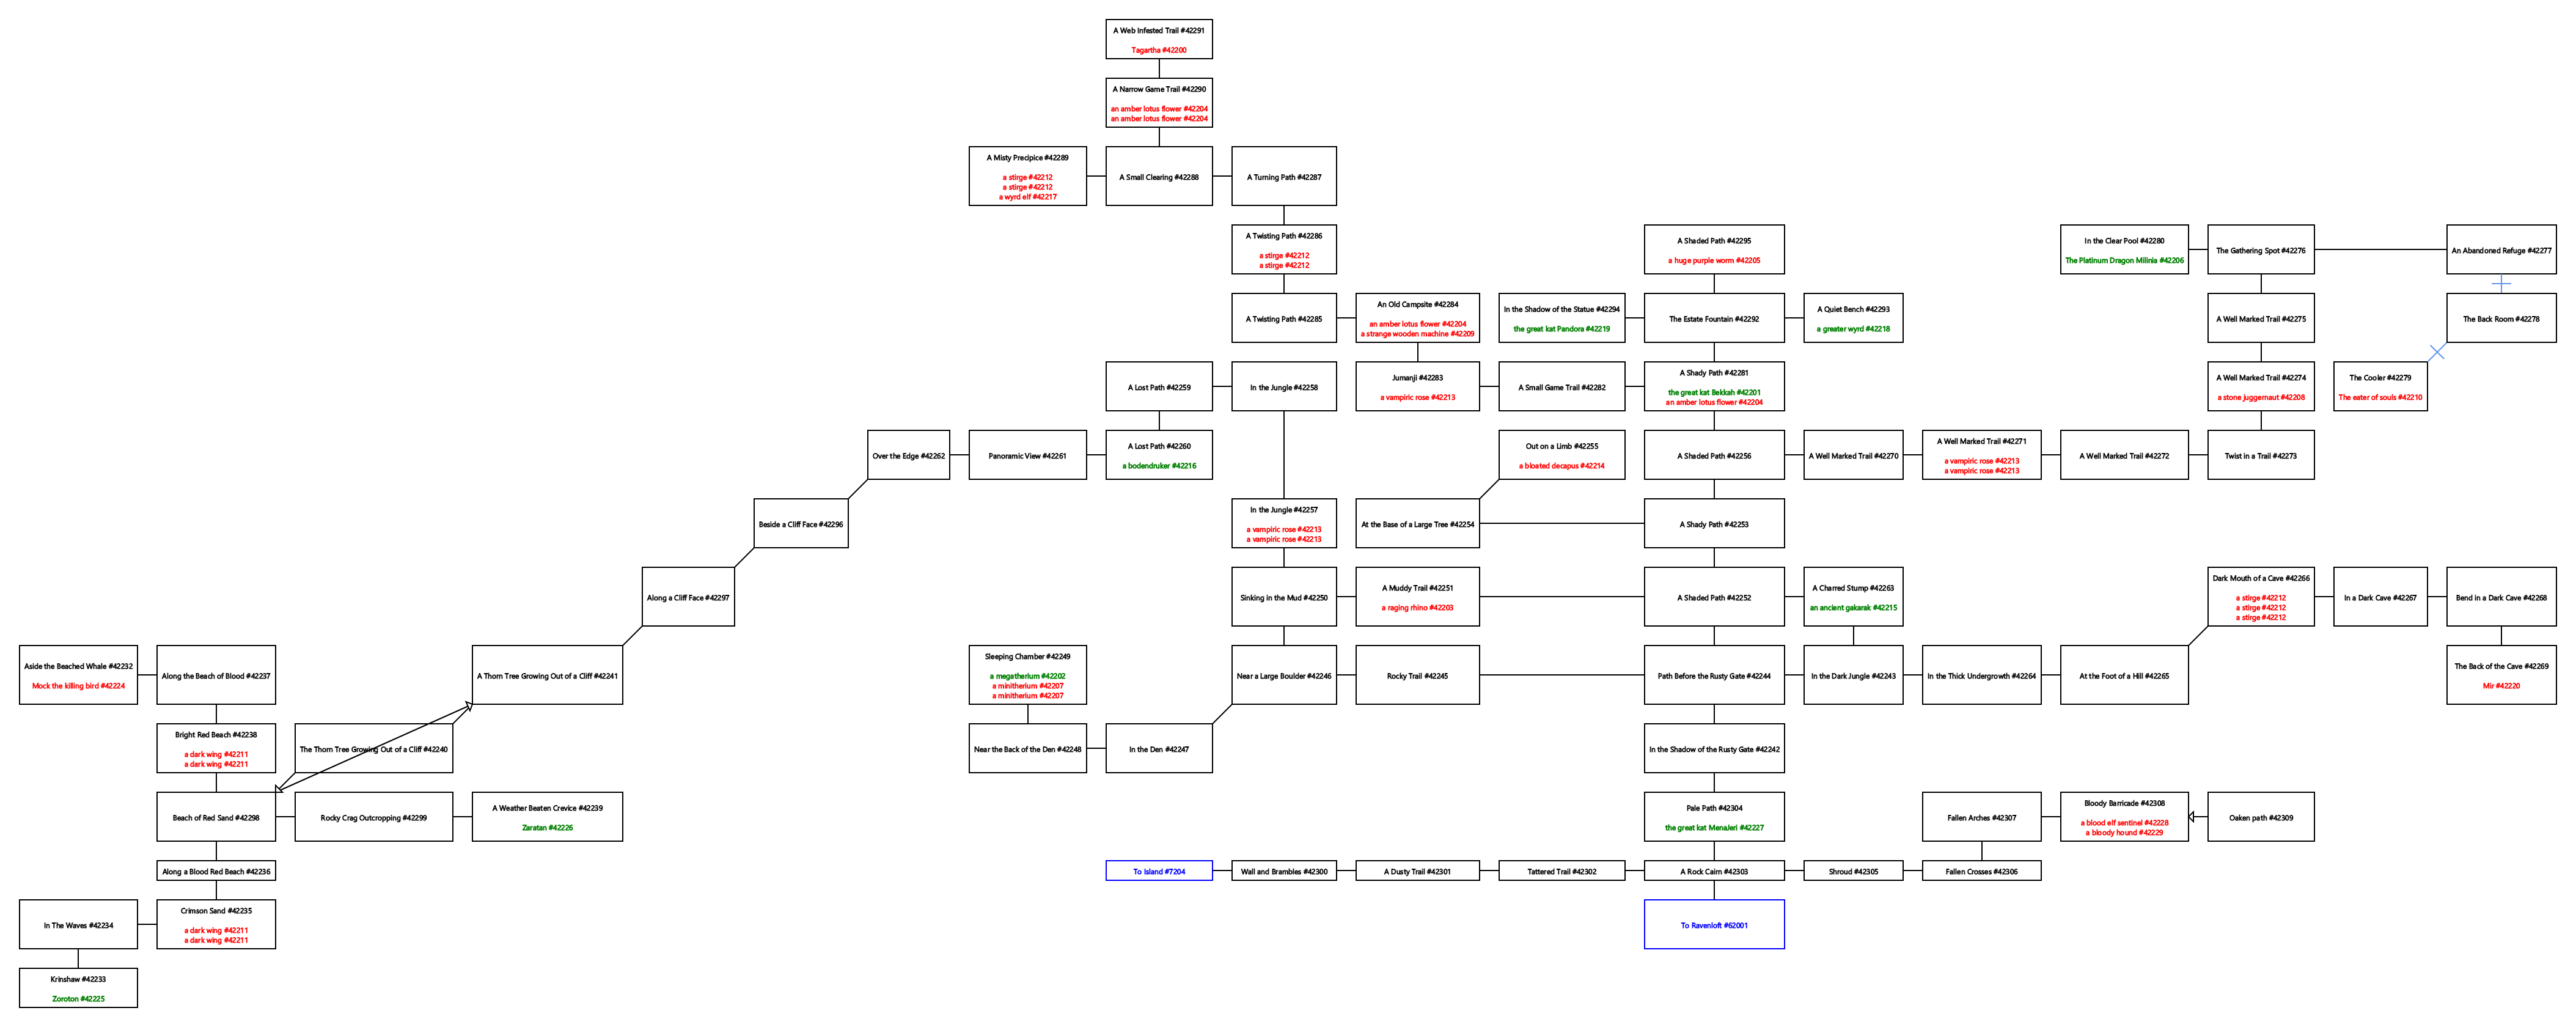 A Web Infested Trail #42291
Tagartha #42200
A Narrow Game Trail #42290
an amber lotus flower #42204
an amber lotus flower #42204
A Misty Precipice #42289
a stirge #42212
a stirge #42212
a wyrd elf #42217
A Small Clearing #42288
A Turning Path #42287
A Twisting Path #42286
a stirge #42212
a stirge #42212
A Shaded Path #42295
a huge purple worm #42205
In the Clear Pool #42280
The Platinum Dragon Milinia #42206
The Gathering Spot #42276
An Abandoned Refuge #42277
A Twisting Path #42285
An Old Campsite #42284
an amber lotus flower #42204
a strange wooden machine #42209
In the Shadow of the Statue #42294
the great kat Pandora #42219
The Estate Fountain #42292
A Quiet Bench #42293
a greater wyrd #42218
A Well Marked Trail #42275
The Back Room #42278
A Lost Path #42259
In the Jungle #42258
Jumanji #42283
a vampiric rose #42213
A Small Game Trail #42282
A Shady Path #42281
the great kat Bekkah #42201
an amber lotus flower #42204
A Well Marked Trail #42274
a stone juggernaut #42208
The Cooler #42279
The eater of souls #42210
Over the Edge #42262
Panoramic View #42261
A Lost Path #42260
a bodendruker #42216
Out on a Limb #42255
a bloated decapus #42214
A Shaded Path #42256
A Well Marked Trail #42270
A Well Marked Trail #42271
a vampiric rose #42213
a vampiric rose #42213
A Well Marked Trail #42272
Twist in a Trail #42273
Beside a Cliff Face #42296
In the Jungle #42257
a vampiric rose #42213
a vampiric rose #42213
At the Base of a Large Tree #42254
A Shady Path #42253
Along a Cliff Face #42297
Sinking in the Mud #42250
A Muddy Trail #42251
a raging rhino #42203
A Shaded Path #42252
A Charred Stump #42263
an ancient gakarak #42215
Dark Mouth of a Cave #42266
a stirge #42212
a stirge #42212
a stirge #42212
In a Dark Cave #42267
Bend in a Dark Cave #42268
Aside the Beached Whale #42232
Mock the killing bird #42224
Along the Beach of Blood #42237
A Thorn Tree Growing Out of a Cliff #42241
Sleeping Chamber #42249
a megatherium #42202
a minitherium #42207
a minitherium #42207
Near a Large Boulder #42246
Rocky Trail #42245
Path Before the Rusty Gate #42244
In the Dark Jungle #42243
In the Thick Undergrowth #42264
At the Foot of a Hill #42265
The Back of the Cave #42269
Mir #42220
Bright Red Beach #42238
a dark wing #42211
a dark wing #42211
The Thorn Tree Growing Out of a Cliff #42240
Near the Back of the Den #42248
In the Den #42247
In the Shadow of the Rusty Gate #42242
Beach of Red Sand #42298
Rocky Crag Outcropping #42299
A Weather Beaten Crevice #42239
Zaratan #42226
Pale Path #42304
the great kat MenaJeri #42227
Fallen Arches #42307
Bloody Barricade #42308
a blood elf sentinel #42228
a bloody hound #42229
Oaken path #42309
Along a Blood Red Beach #42236
To Island #7204
Wall and Brambles #42300
A Dusty Trail #42301
Tattered Trail #42302
A Rock Cairn #42303
Shroud #42305
Fallen Crosses #42306
In The Waves #42234
Crimson Sand #42235
a dark wing #42211
a dark wing #42211
To Ravenloft #62001
Krinshaw #42233
Zoroton #42225